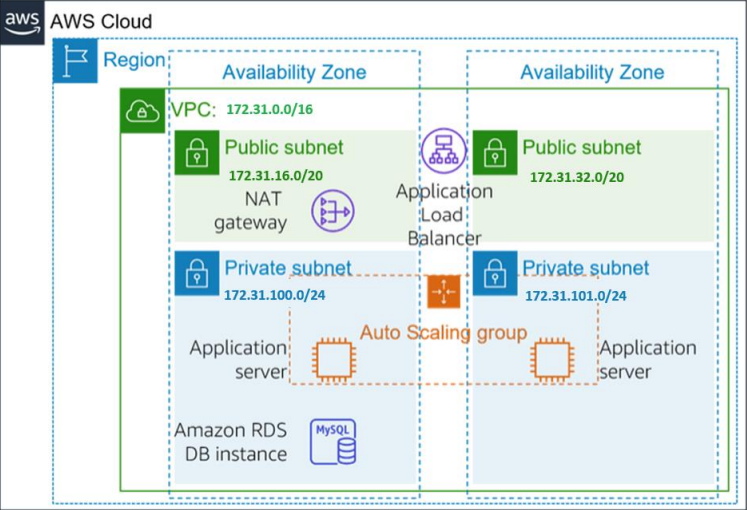 aws
AWS Cloud
Region
Availability Zone
Availability Zone
VPC: 172.31.0.0/16
Public subnet
172.31.16.0/20
NAT
gateway
Application
Load
Balancer
Public subnet
172.31.32.0/20
Private subnet
172.31.100.0/24
Private subnet
172.31.101.0/24
Auto Scaling group
Application
server
Application
server
Amazon RDS
DB instance
MySQL